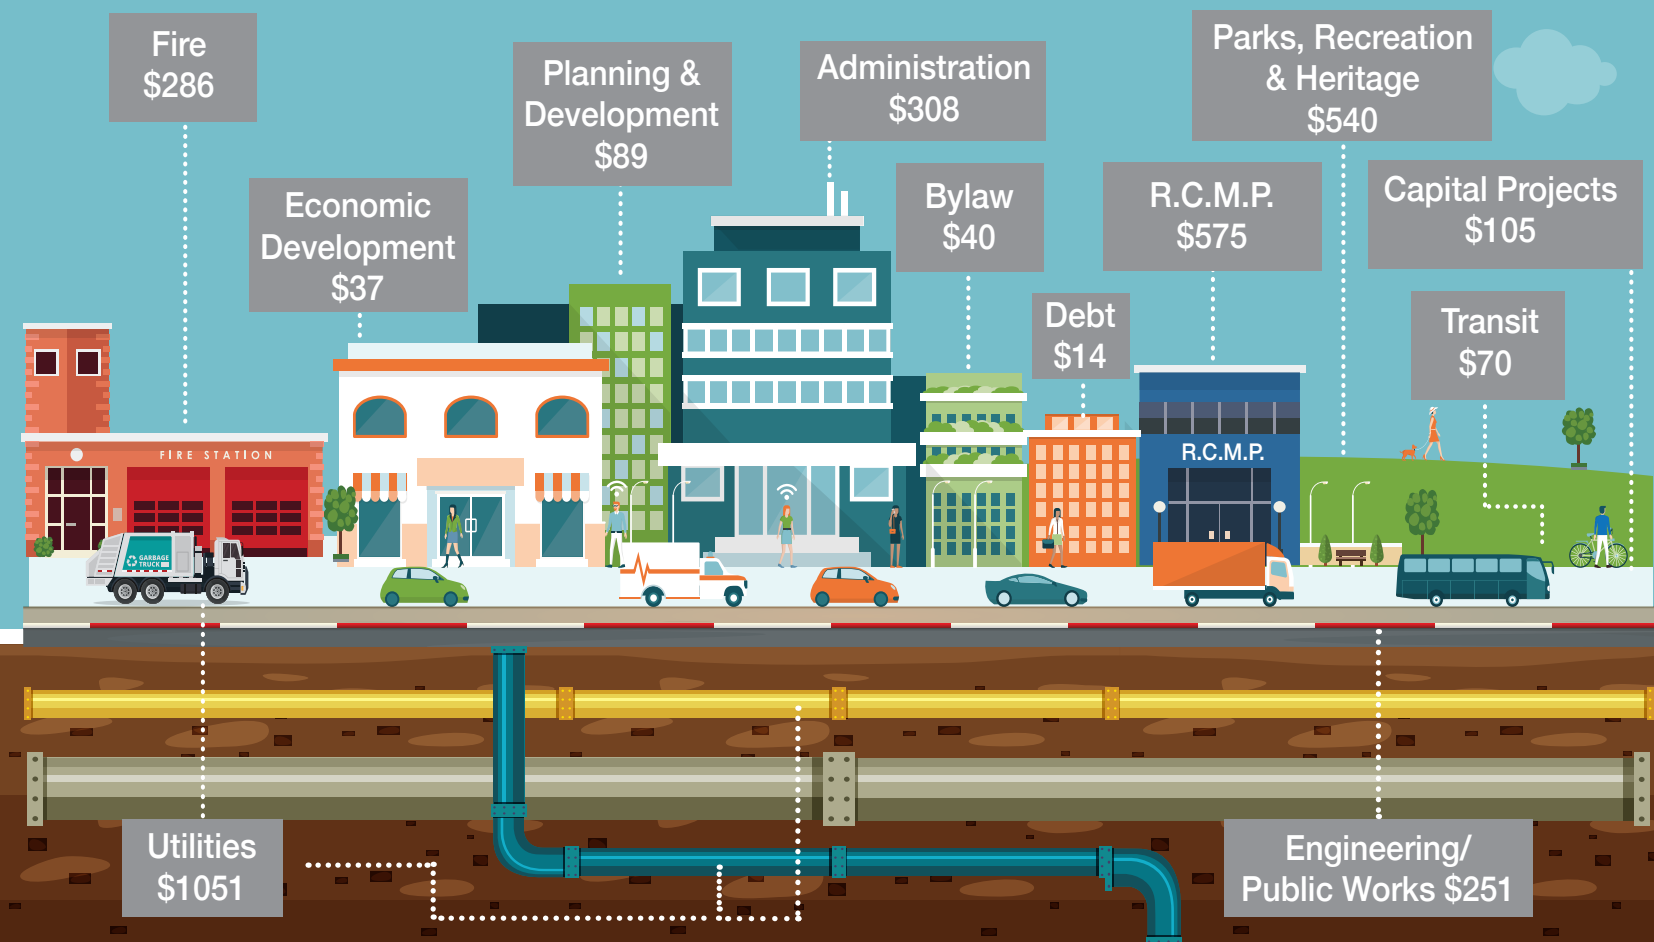 Fire
$286
Economic
Development
$37
Planning &
Development
$89
Administration
$308
Bylaw
$40
Debt
$14
R.C.M.P.
$575
Parks, Recreation
& Heritage
$540
Capital Projects
$105
Transit
$70
FIRE STATION
R.C.M.P.
GARBAGE
TRUCK
Utilities
$1051
Engineering/
Public Works $251